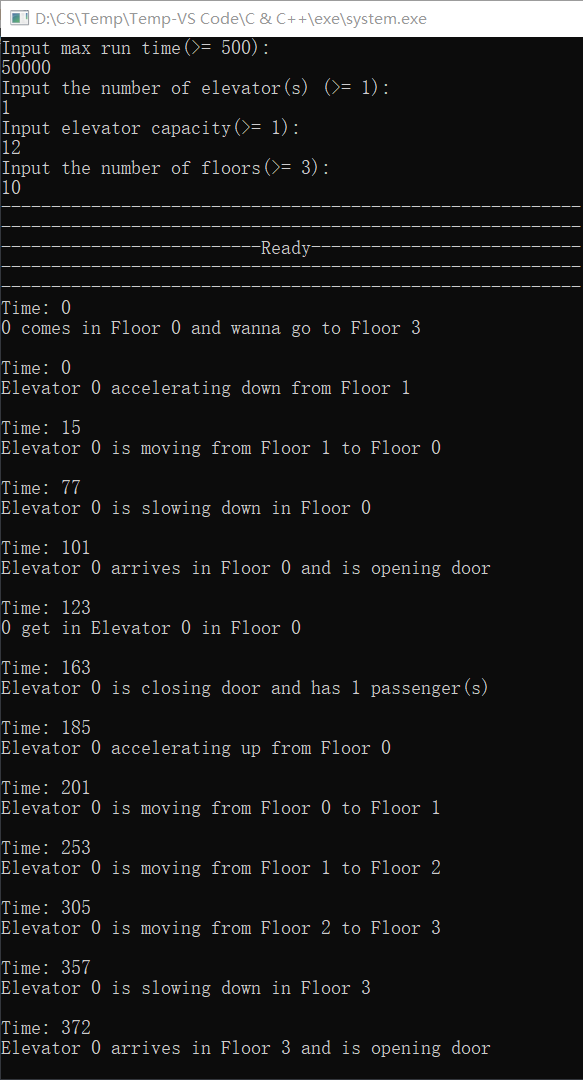 D:\CS\Temp\Temp-VS Code\C & C++\exe\system.exe
Input max run time(>= 500):
50000
Input the number of elevator(s) (>= 1):
1
Input elevator capacity(>= 1):
12
Input the number of floors(>= 3):
10
----------------------------------------------------------
----------------------------------------------------------
--------------------------Ready---------------------------
----------------------------------------------------------
----------------------------------------------------------
Time: 0
0 comes in Floor 0 and wanna go to Floor 3
Time: 0
Elevator 0 accelerating down from Floor 1
Time: 15
Elevator 0 is moving from Floor 1 to Floor 0
Time: 77
Elevator 0 is slowing down in Floor 0
Time: 101
Elevator 0 arrives in Floor 0 and is opening door
Time: 123
0 get in Elevator 0 in Floor 0
Time: 163
Elevator 0 is closing door and has 1 passenger(s)
Time: 185
Elevator 0 accelerating up from Floor 0
Time: 201
Elevator 0 is moving from Floor 0 to Floor 1
Time: 253
Elevator 0 is moving from Floor 1 to Floor 2
Time: 305
Elevator 0 is moving from Floor 2 to Floor 3
Time: 357
Elevator 0 is slowing down in Floor 3
Time: 372
Elevator 0 arrives in Floor 3 and is opening door